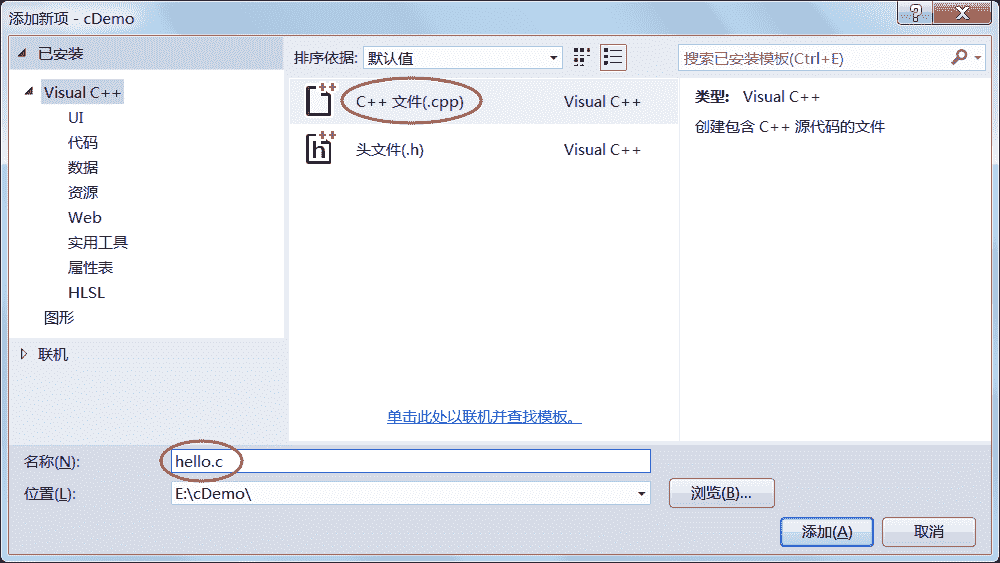 添加新项 - cDemo
?
已安装
Visual C++
UI
代码
数据
资源
Web
实用工具
属性表
HLSL
图形
联机
排序依据: 默认值
C++ 文件(.cpp) Visual C++
头文件(.h) Visual C++
单击此处以联机并查找模板。
搜索已安装模板(Ctrl+E)
类型: Visual C++
创建包含 C++ 源代码的文件
名称(N): hello.c
位置(L): E:\cDemo\ 浏览(B)...
添加(A) 取消